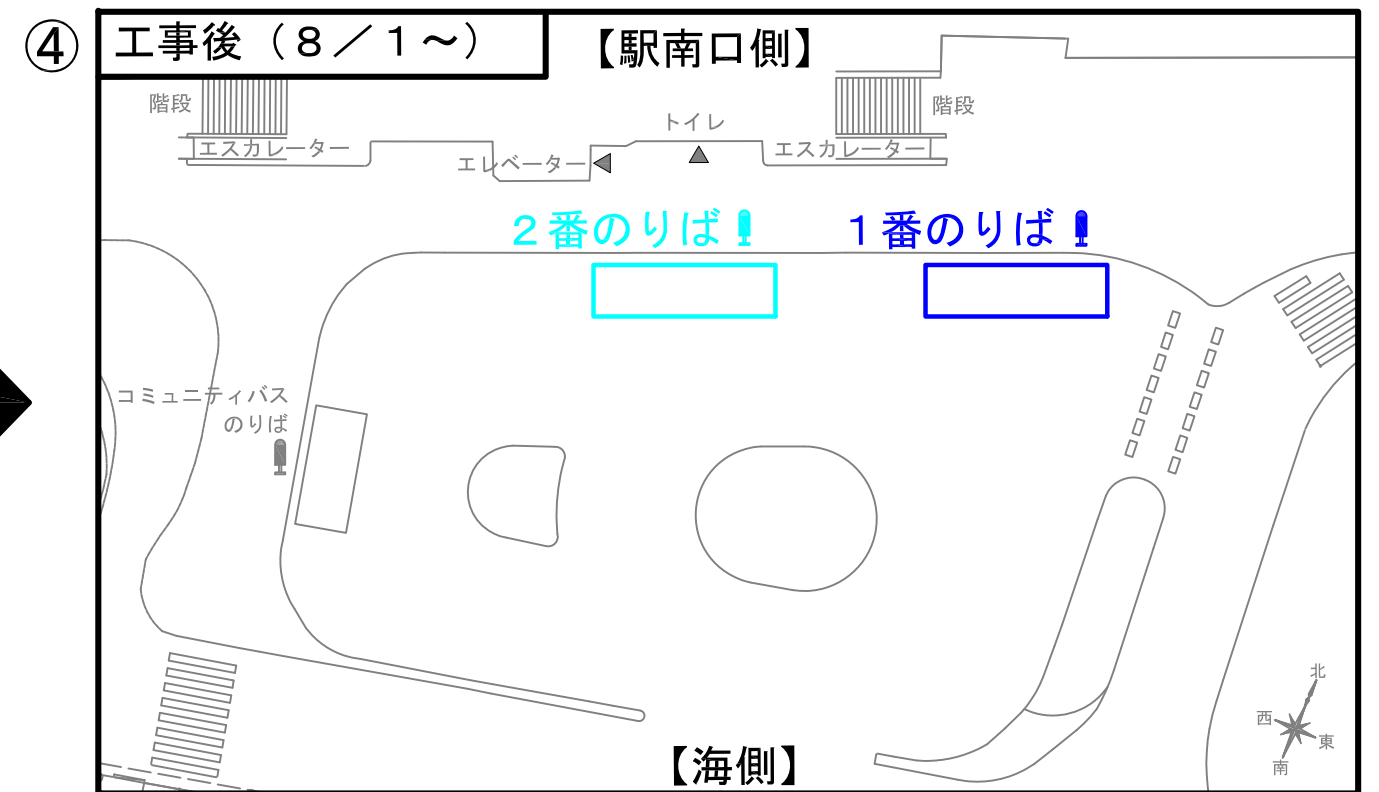 ④
工事後（８／１～）
【駅南口側】
階段
階段
トイレ
エスカレーター
エレベーター
エスカレーター
２番のりば
１番のりば
コミュニティバス
のりば
北
西
東
南
【海側】